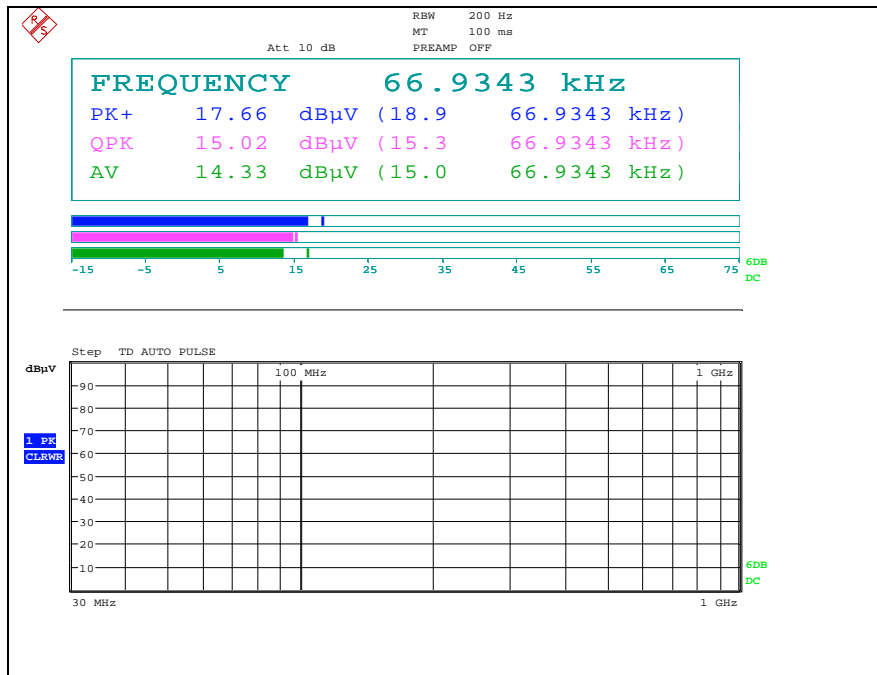 R
S
RBW 200 Hz
MT 100 ms
Att 10 dB PREAMP OFF
FREQUENCY 66.9343 kHz
PK+ 17.66 dBµV (18.9 66.9343 kHz)
QPK 15.02 dBµV (15.3 66.9343 kHz)
AV 14.33 dBµV (15.0 66.9343 kHz)
-15 -5 5 15 25 35 45 55 65 75
6DB
DC
Step TD AUTO PULSE
dBµV
100 MHz 1 GHz
90
80
70
1 PK
CLRWR
60
50
40
30
20
10
6DB
DC
30 MHz 1 GHz